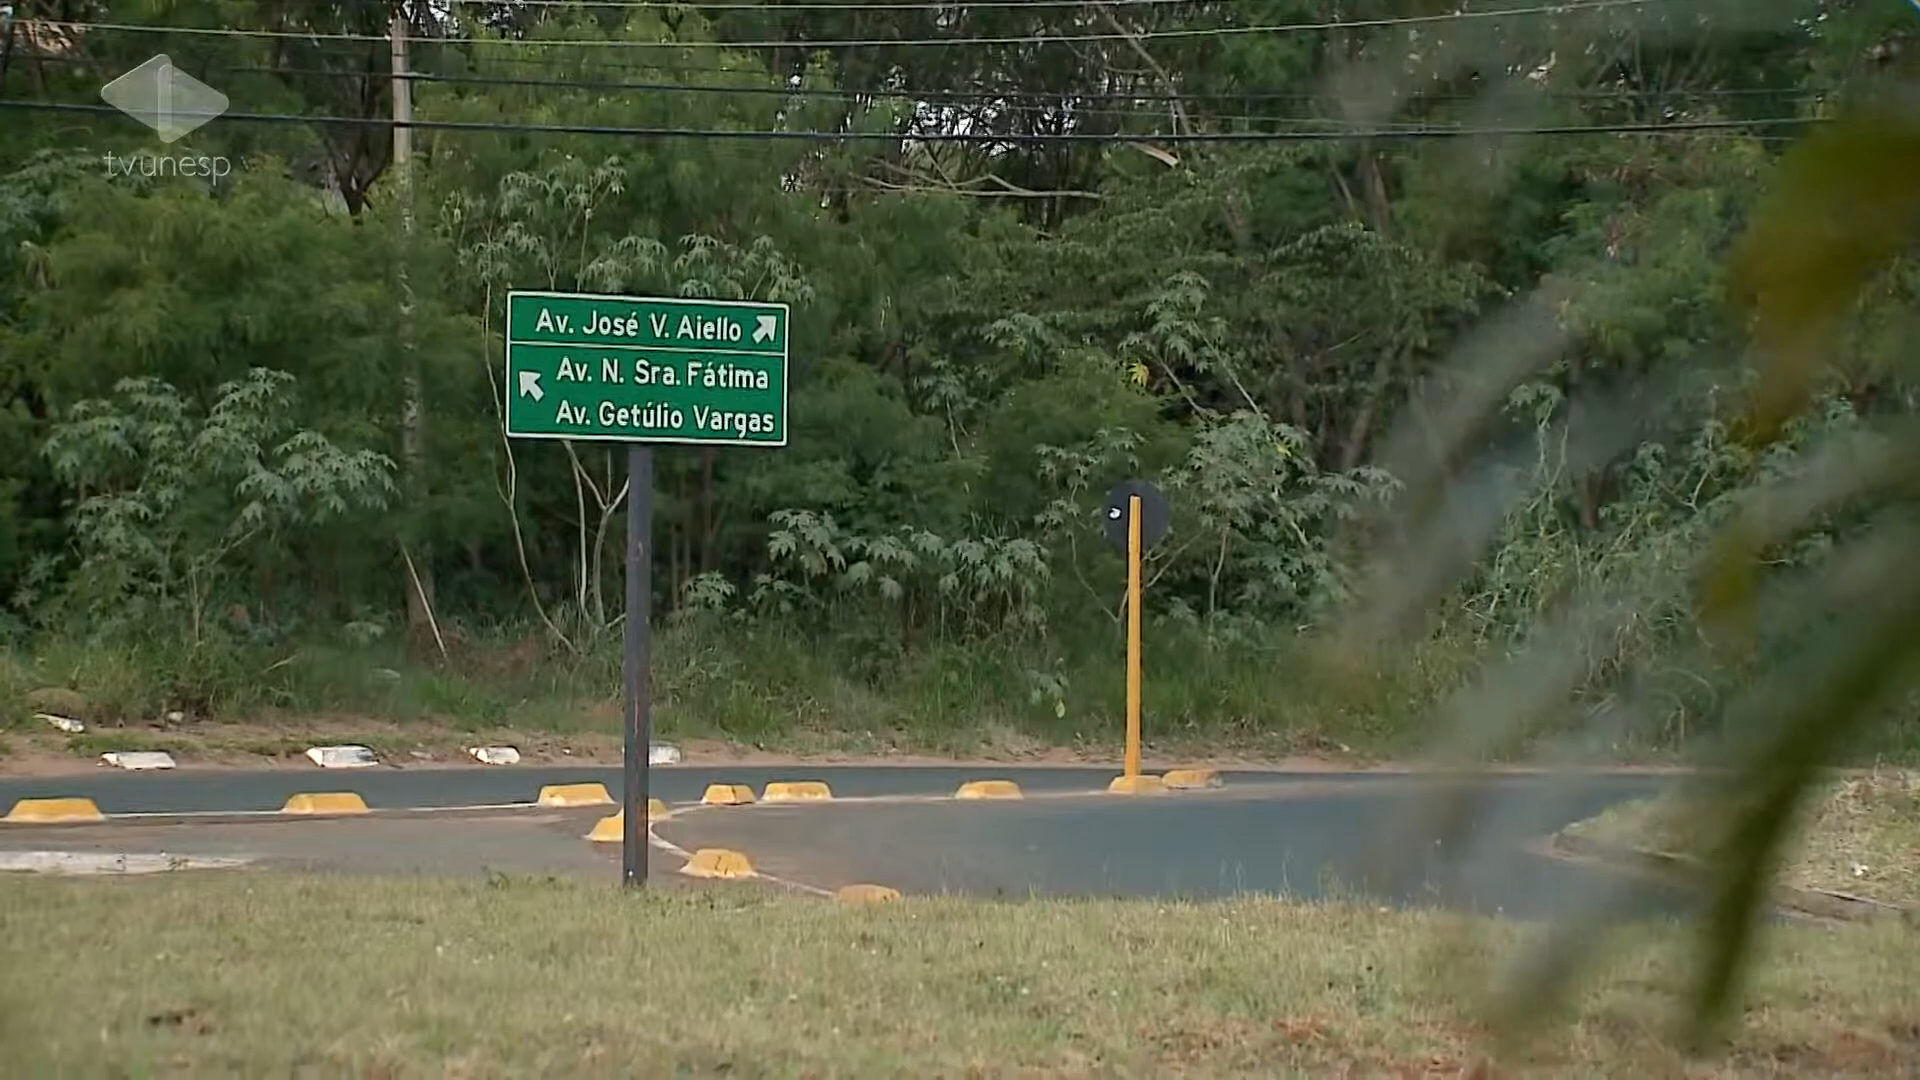 tvunesp
Av. José V. Aiello
Av. N. Sra. Fátima
Av. Getúlio Vargas